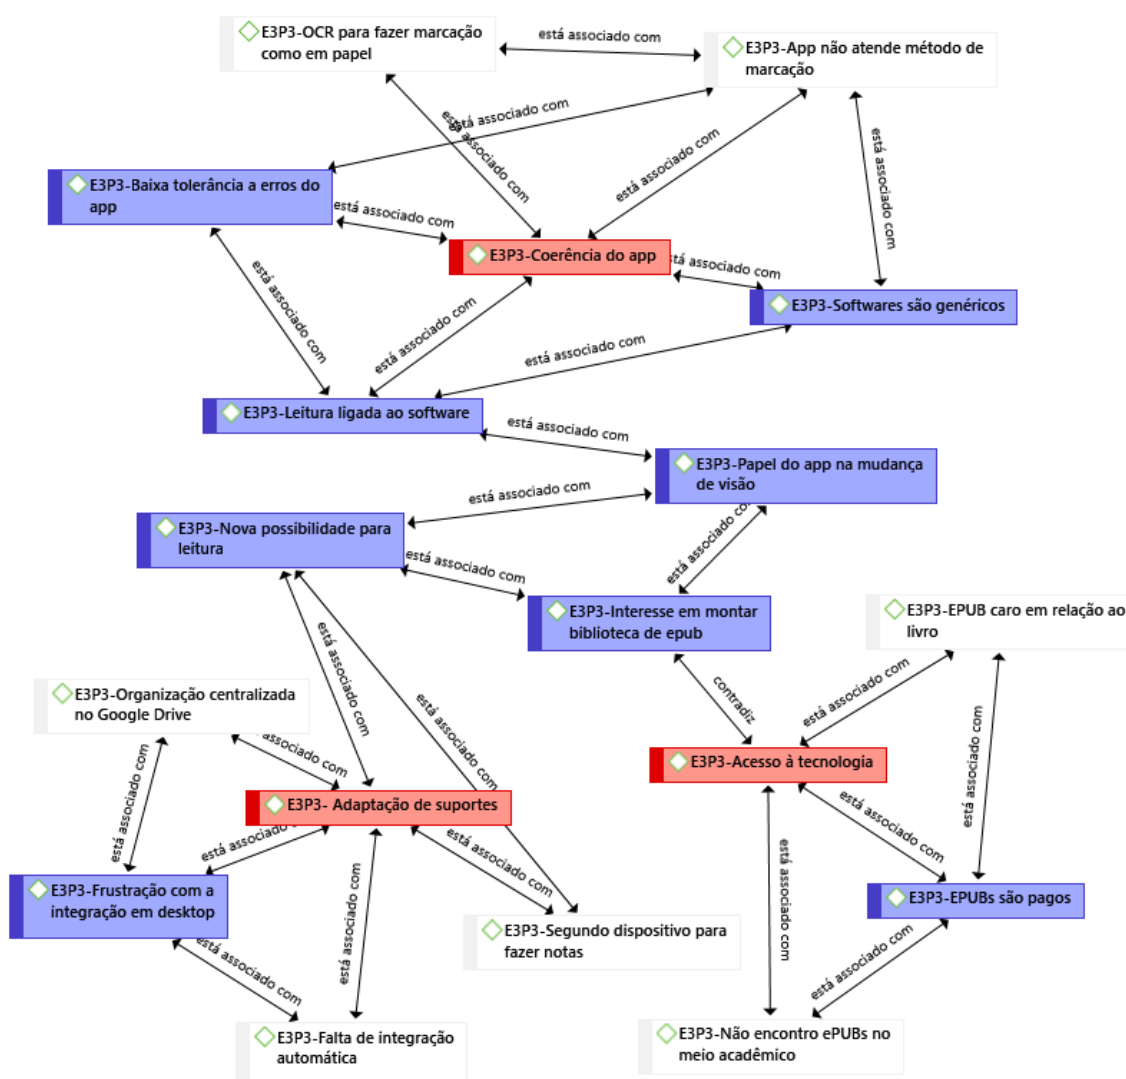 E3P3-OCR para fazer marcação
como em papel
está associado com
E3P3-App não atende método de
marcação
está associado com
está associado com
está associado com
está associado com
E3P3-Baixa tolerância a erros do
app
está associado com
E3P3-Coerência do app
está associado com
E3P3-Softwares são genéricos
está associado com
está associado com
está associado com
E3P3-Leitura ligada ao software
está associado com
E3P3-Papel do app na mudança
de visão
está associado com
E3P3-Nova possibilidade para
leitura
está associado com
está associado com
E3P3-Interesse em montar
biblioteca de epub
E3P3-EPUB caro em relação ao
livro
está associado com
contradiz
está associado com
E3P3-Organização centralizada
no Google Drive
associado com
está associado com
está associado com
E3P3-Acesso à tecnologia
E3P3- Adaptação de suportes
está associado com
está associado com
está associado
está associado com
está associado com
E3P3-Frustração com a
integração em desktop
E3P3-EPUBs são pagos
está associado com
está associado com
está associado com
está associado com
E3P3-Segundo dispositivo para
fazer notas
E3P3-Falta de integração
automática
E3P3-Não encontro ePUBs no
meio acadêmico